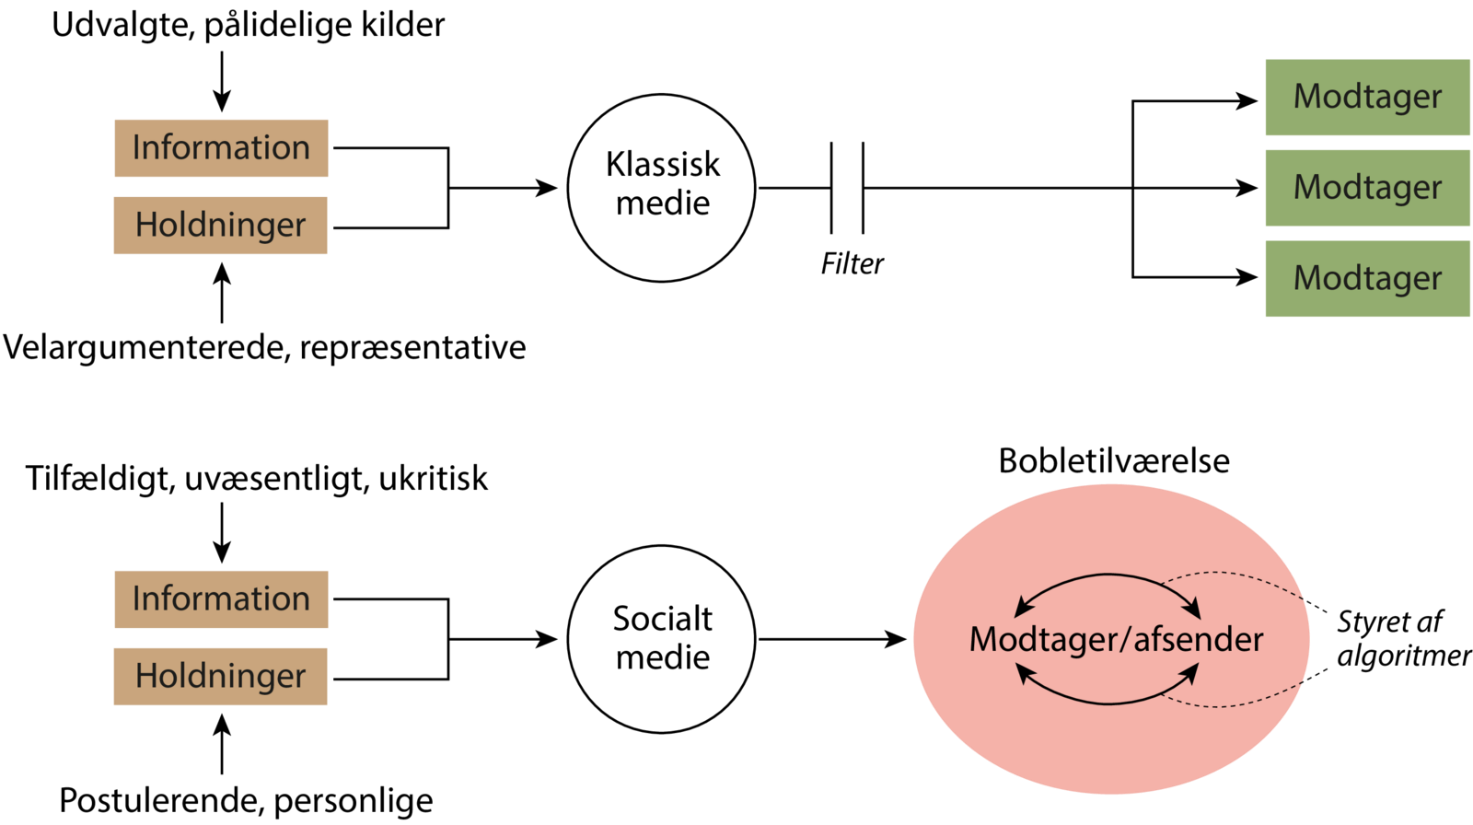 Udvalgte, pålidelige kilder
Information
Holdninger
Velargumenterede, repræsentative
Klassisk
medie
Filter
Modtager
Modtager
Modtager
Tilfældigt, uvæsentligt, ukritisk
Information
Holdninger
Postulerende, personlige
Socialt
medie
Bobletilværelse
Modtager/afsender
Styret af
algoritmer